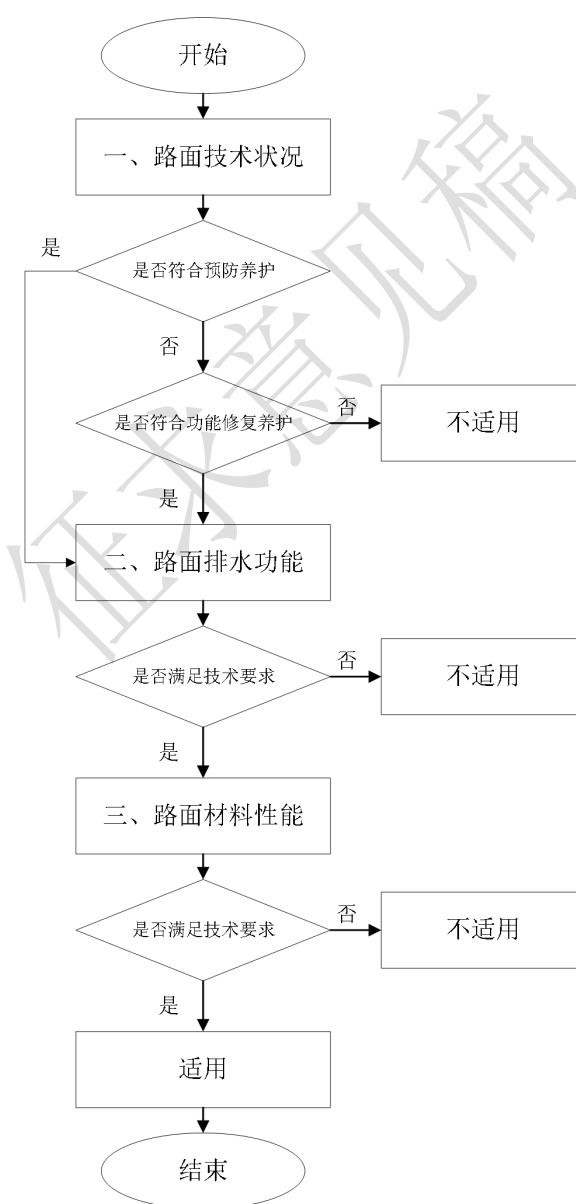 开始
一、路面技术状况
是
是否符合预防养护
否
是否符合功能修复养护
否
不适用
是
二、路面排水功能
是否满足技术要求
否
不适用
是
三、路面材料性能
是否满足技术要求
否
不适用
是
适用
结束
征求意见稿